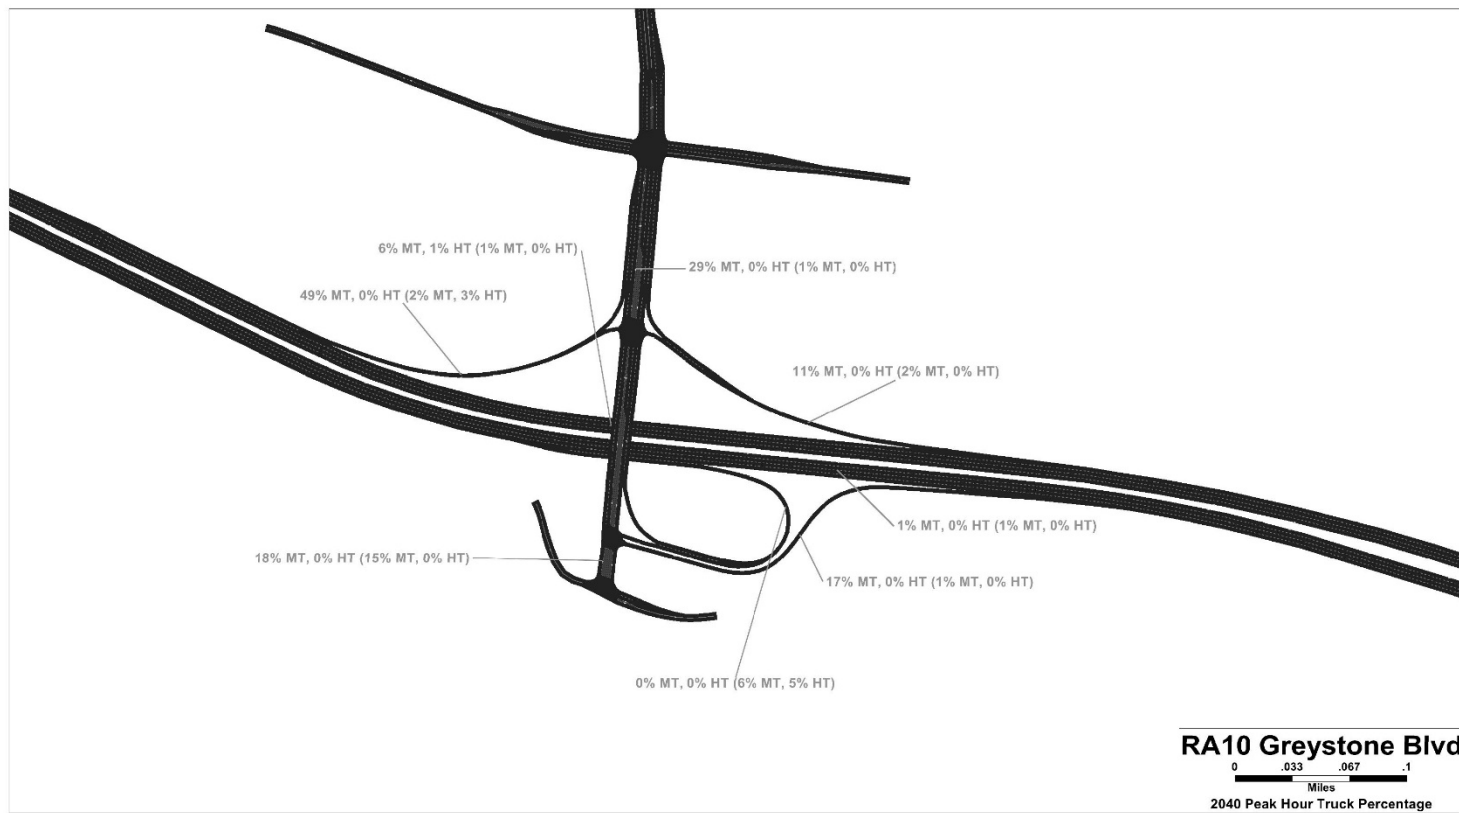 6% MT, 1% HT (1% MT, 0% HT)
29% MT, 0% HT (1% MT, 0% HT)
49% MT, 0% HT (2% MT, 3% HT)
11% MT, 0% HT (2% MT, 0% HT)
1% MT, 0% HT (1% MT, 0% HT)
18% MT, 0% HT (15% MT, 0% HT)
17% MT, 0% HT (1% MT, 0% HT)
0% MT, 0% HT (6% MT, 5% HT)
RA10 Greystone Blvd
0 .033 .067 .1
Miles
2040 Peak Hour Truck Percentage